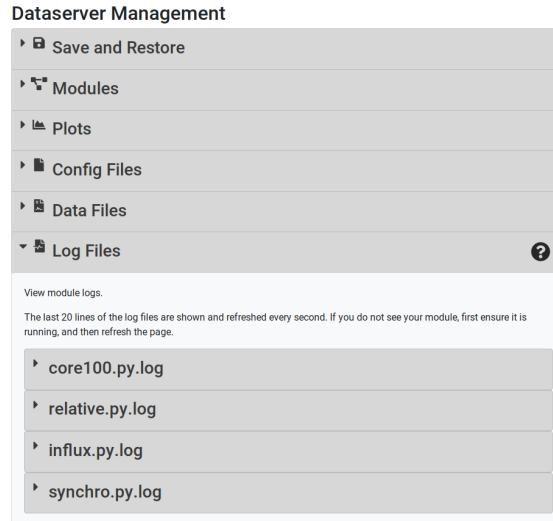 Dataserver Management
Save and Restore
Modules
Plots
Config Files
Data Files
Log Files
View module logs.
The last 20 lines of the log files are shown and refreshed every second. If you do not see your module, first ensure it is
running, and then refresh the page.
core100.py.log
relative.py.log
influx.py.log
synchro.py.log